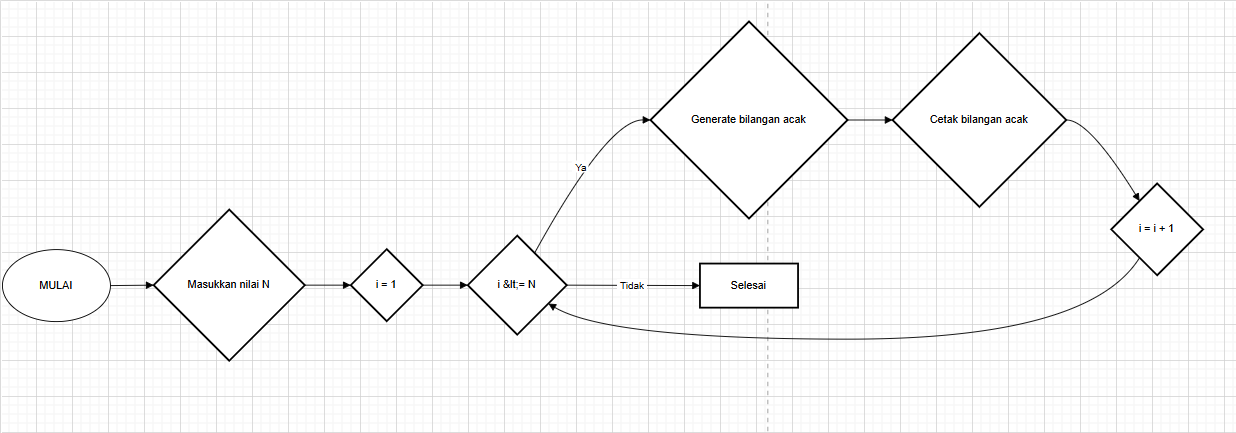 MULAI
Masukkan nilai N
i = 1
i &lt;= N
Ya
Generate bilangan acak
Cetak bilangan acak
i = i + 1
Tidak
Selesai